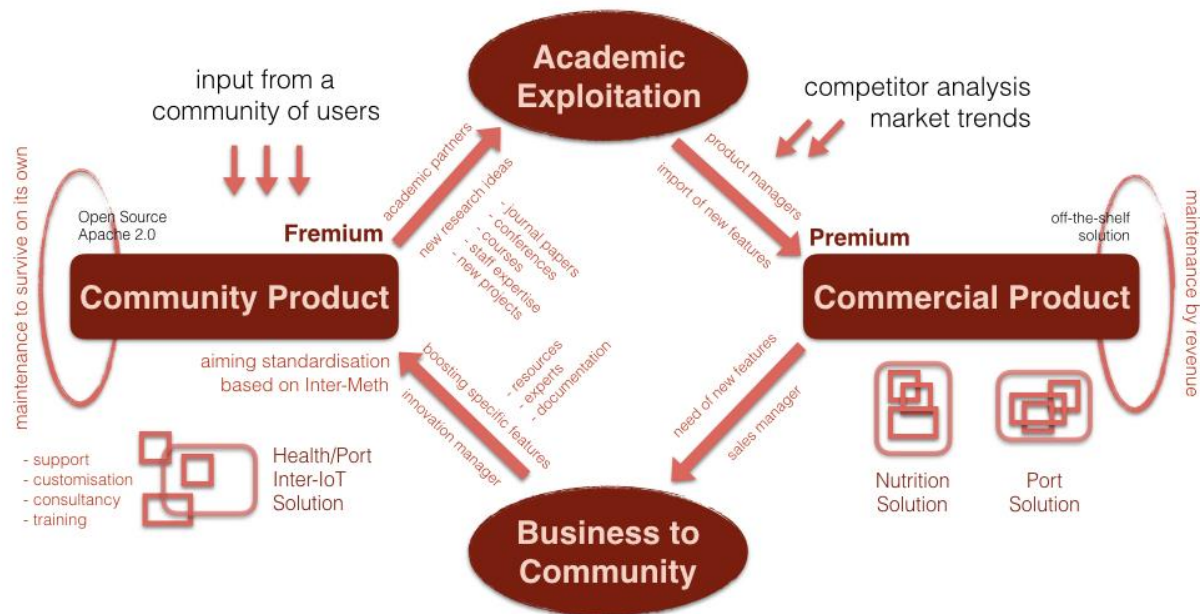 Academic
Exploitation
input from a
community of users
competitor analysis
market trends
academic partners
new research ideas
- journal papers
- conferences
- courses
- staff expertise
- new projects
product managers
import of new features
maintenance to survive on its own
Open Source
Apache 2.0
Fremium
Community Product
Premium
off-the-shelf
solution
Commercial Product
maintenance by revenue
aiming standardisation
based on Inter-Meth
boosting specific features
innovation manager
- resources
- experts
- documentation
need of new features
sales manager
- support
- customisation
- consultancy
- training
Health/Port
Inter-IoT
Solution
Nutrition
Solution
Port
Solution
Business to
Community